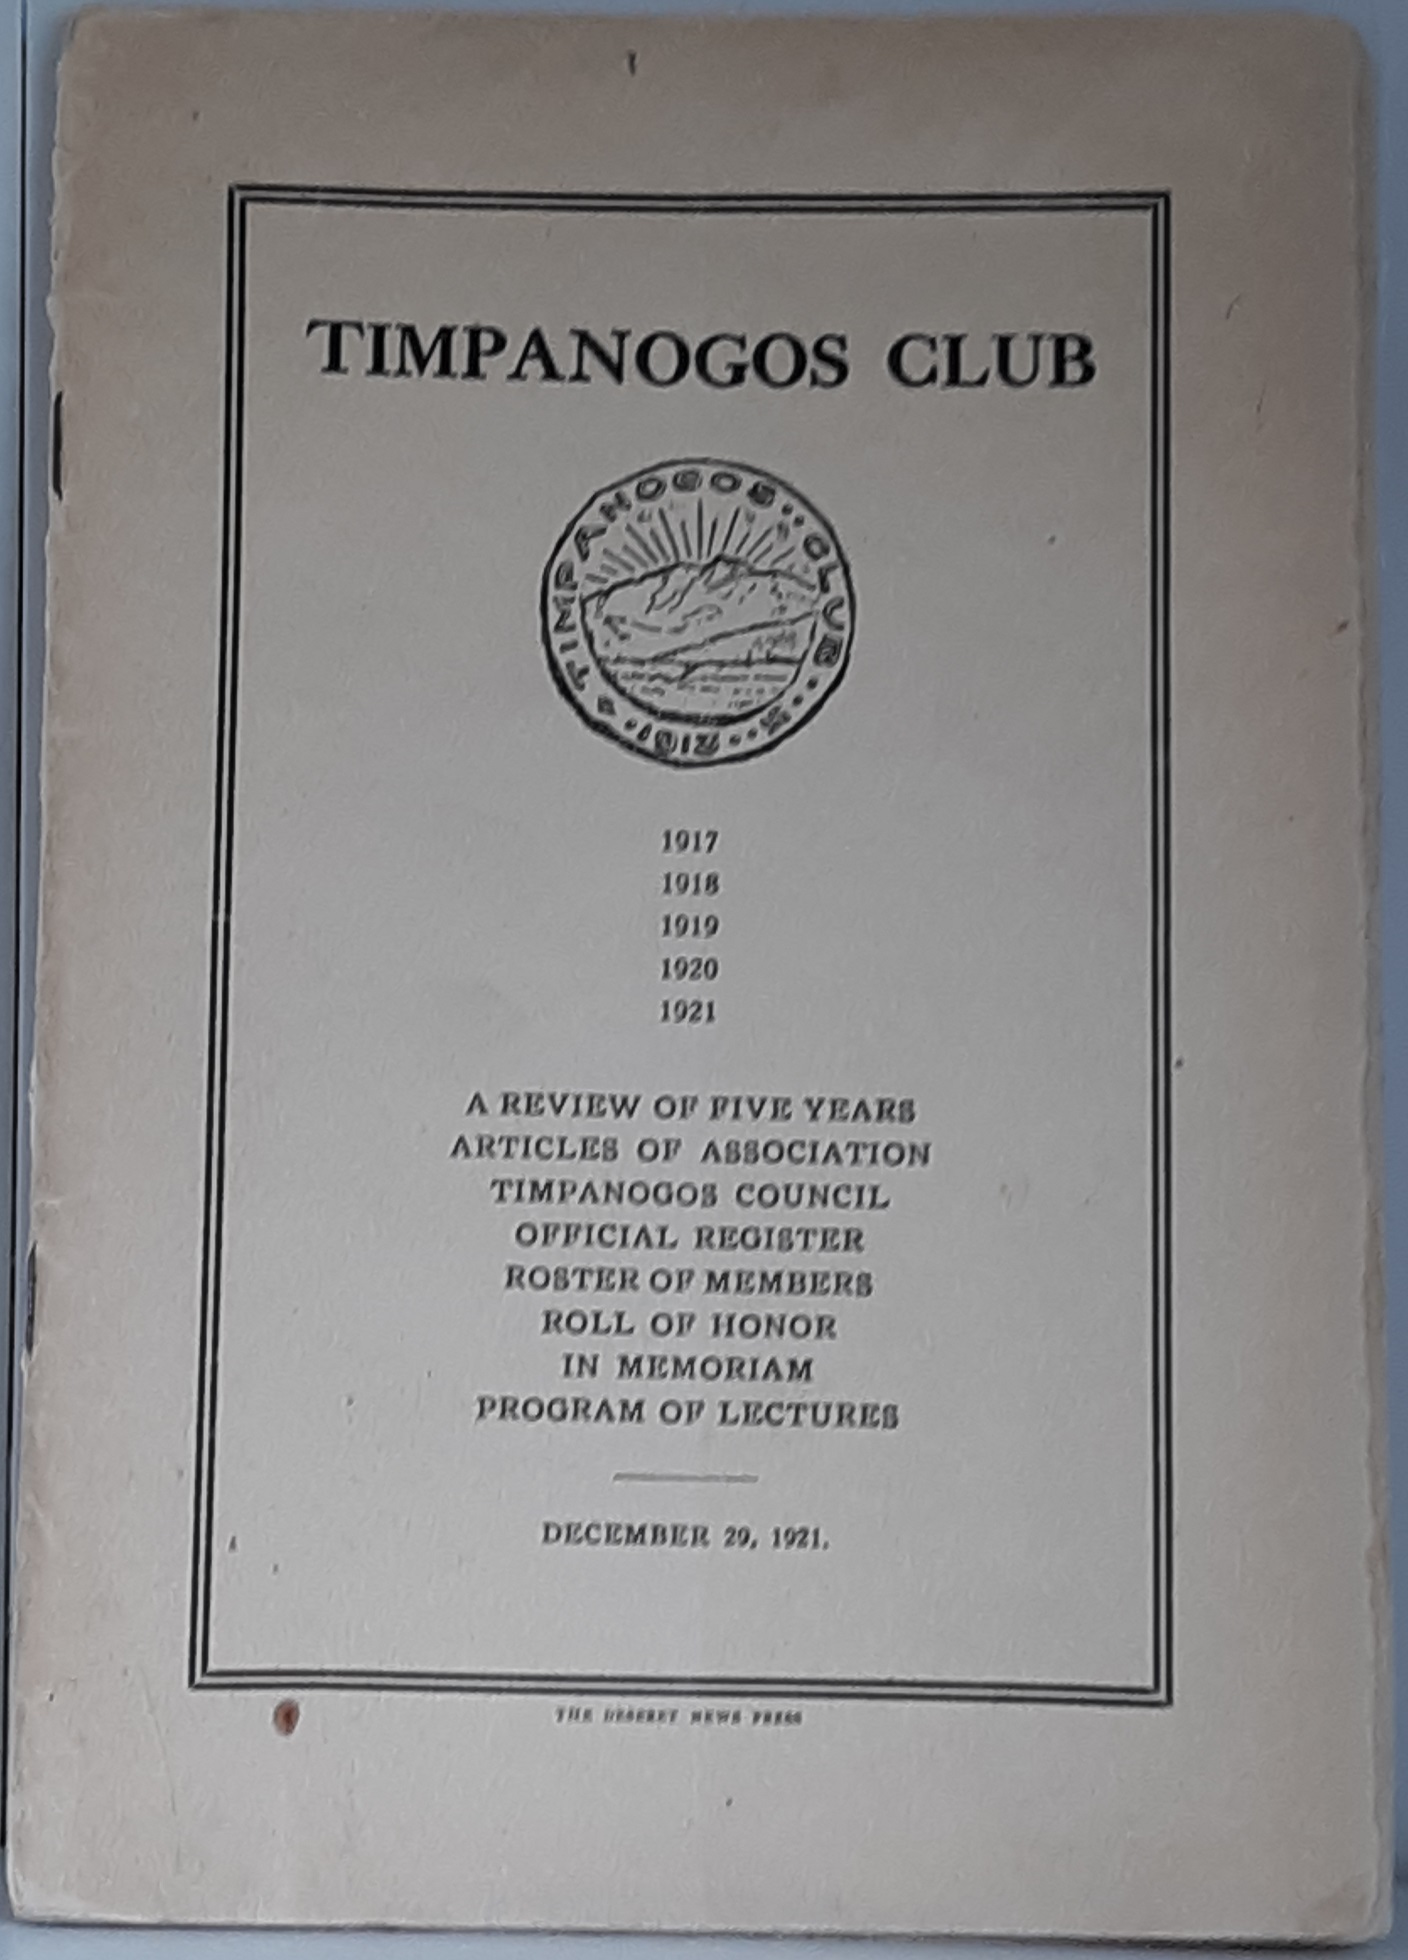 TIMPANOGOS CLUB
TIMPANOGOS CLUB
1917
1917
1918
1919
1920
1921
A REVIEW OF FIVE YEARS
ARTICLES OF ASSOCIATION
TIMPANOGOS COUNCIL
OFFICIAL REGISTER
ROSTER OF MEMBERS
ROLL OF HONOR
IN MEMORIAM
PROGRAM OF LECTURES
DECEMBER 29, 1921.
THE DESERET NEWS PRESS